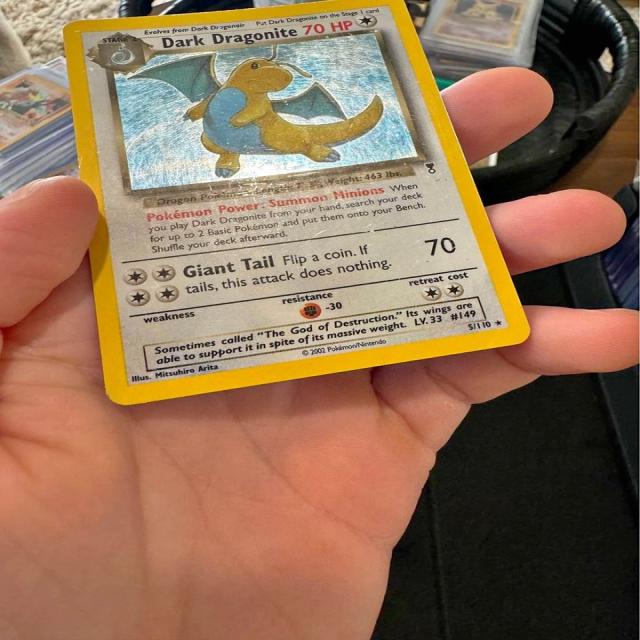 Evolves from Dark Dragonair Put Dark Dragonite on the Stage 1 card
STAGE 2
Dark Dragonite 70 HP
Dragon Pokémon. Length: 7' 3", Weight: 463 lbs.
Pokémon Power: Summon Minions When
you play Dark Dragonite from your hand, search your deck
for up to 2 Basic Pokémon and put them onto your Bench.
Shuffle your deck afterward.
Giant Tail Flip a coin. If
tails, this attack does nothing.
70
weakness
resistance
-30
retreat cost
Sometimes called "The God of Destruction." Its wings are
able to support it in spite of its massive weight. LV. 33 #149
Illus. Mitsuhiro Arita
© 2002 Pokémon/Nintendo
5/110 ★